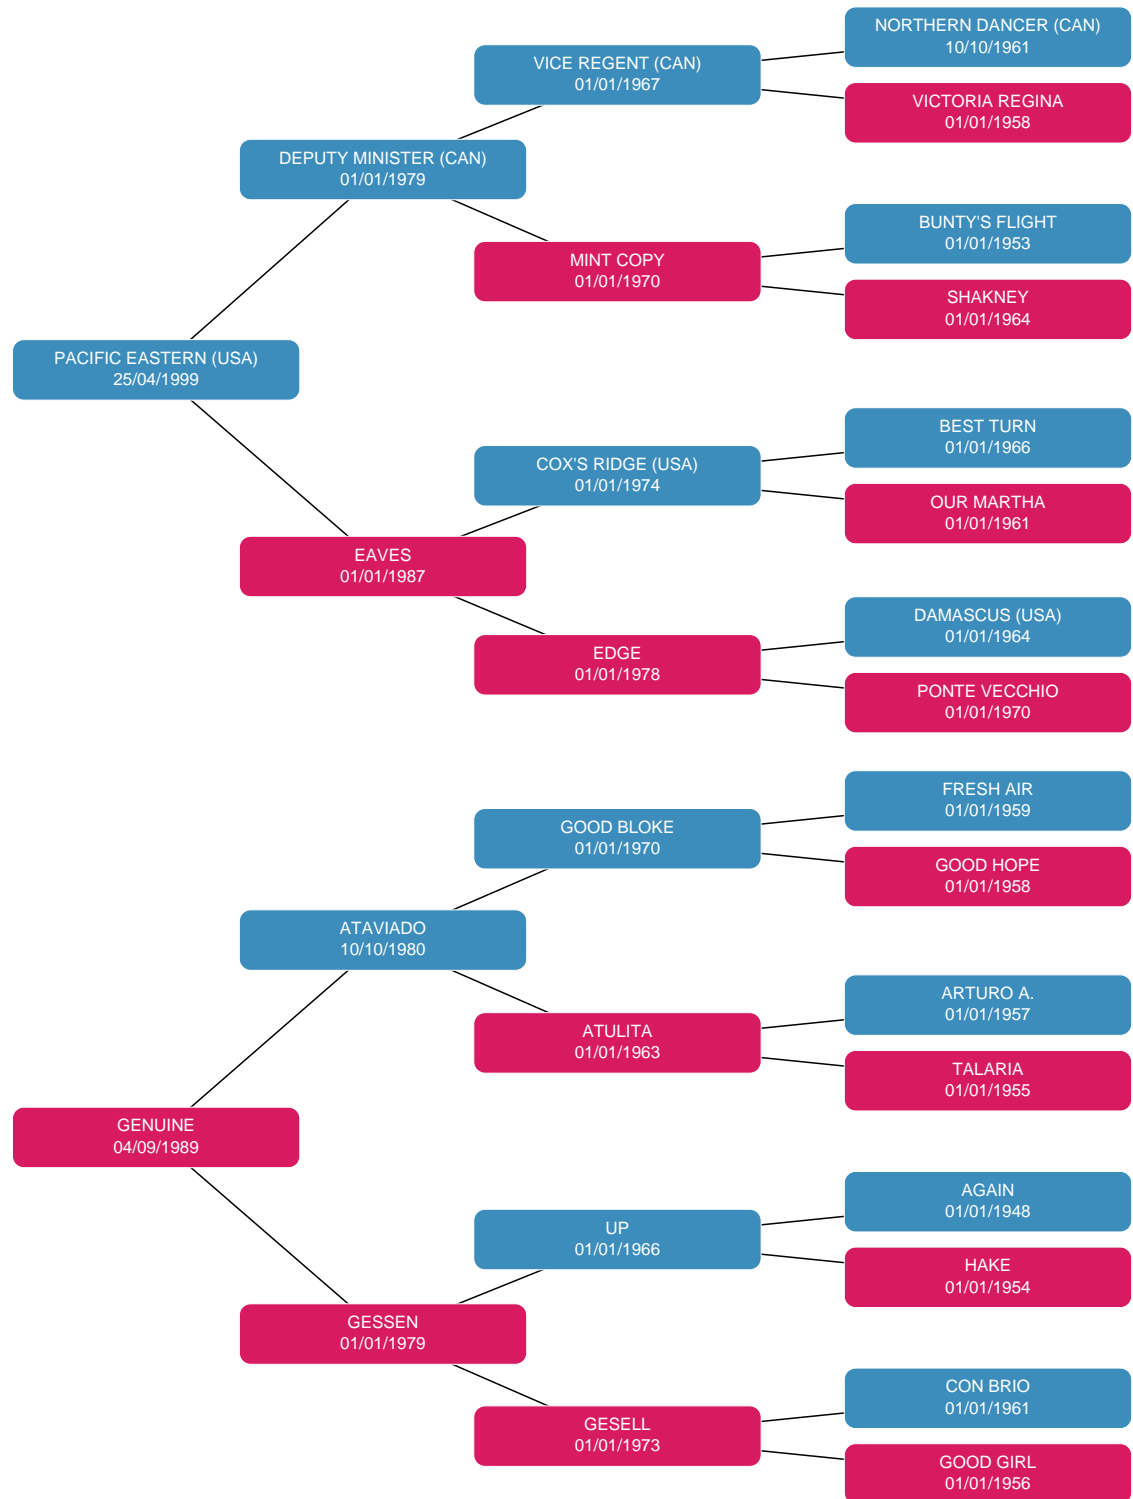 NORTHERN DANCER (CAN)
10/10/1961
VICE REGENT (CAN)
01/01/1967
VICTORIA REGINA
01/01/1958
DEPUTY MINISTER (CAN)
01/01/1979
BUNTY'S FLIGHT
01/01/1953
MINT COPY
01/01/1970
SHAKNEY
01/01/1964
PACIFIC EASTERN (USA)
25/04/1999
BEST TURN
01/01/1966
COX'S RIDGE (USA)
01/01/1974
OUR MARTHA
01/01/1961
EAVES
01/01/1987
DAMASCUS (USA)
01/01/1964
EDGE
01/01/1978
PONTE VECCHIO
01/01/1970
FRESH AIR
01/01/1959
GOOD BLOKE
01/01/1970
GOOD HOPE
01/01/1958
ATAVIADO
10/10/1980
ARTURO A.
01/01/1957
ATULITA
01/01/1963
TALARIA
01/01/1955
GENUINE
04/09/1989
AGAIN
01/01/1948
UP
01/01/1966
HAKE
01/01/1954
GESSEN
01/01/1979
CON BRIO
01/01/1961
GESELL
01/01/1973
GOOD GIRL
01/01/1956